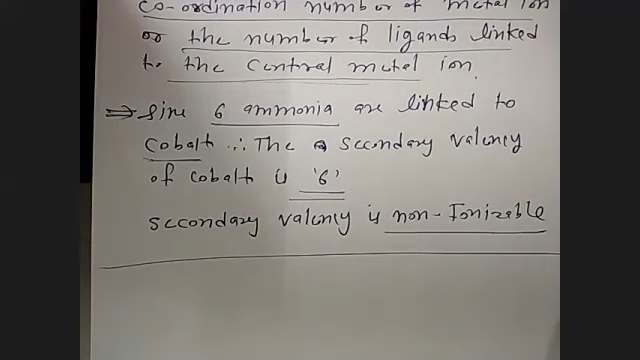 co-ordination number of metal ion
or the number of ligands linked
to the central metal ion.
⇒ Sine 6 ammonia are linked to
cobalt ∴ The secondary valency
of cobalt is '6'
secondary valency is non-Ionizable